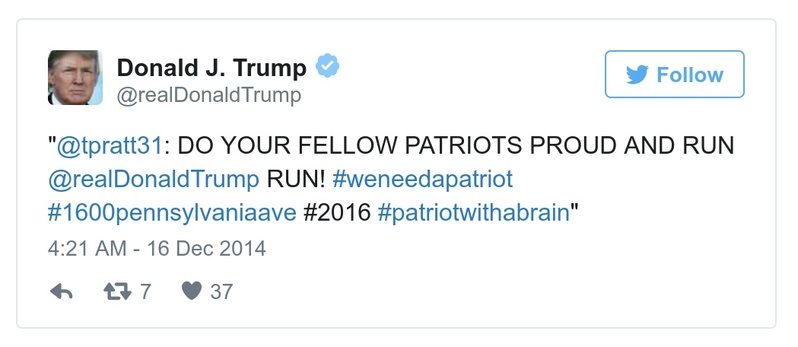 Donald J. Trump
@realDonaldTrump
Follow
"@tpratt31: DO YOUR FELLOW PATRIOTS PROUD AND RUN
@realDonaldTrump RUN! #weneedapatriot
#1600pennsylvaniaave #2016 #patriotwithabrain"
4:21 AM - 16 Dec 2014
7 37